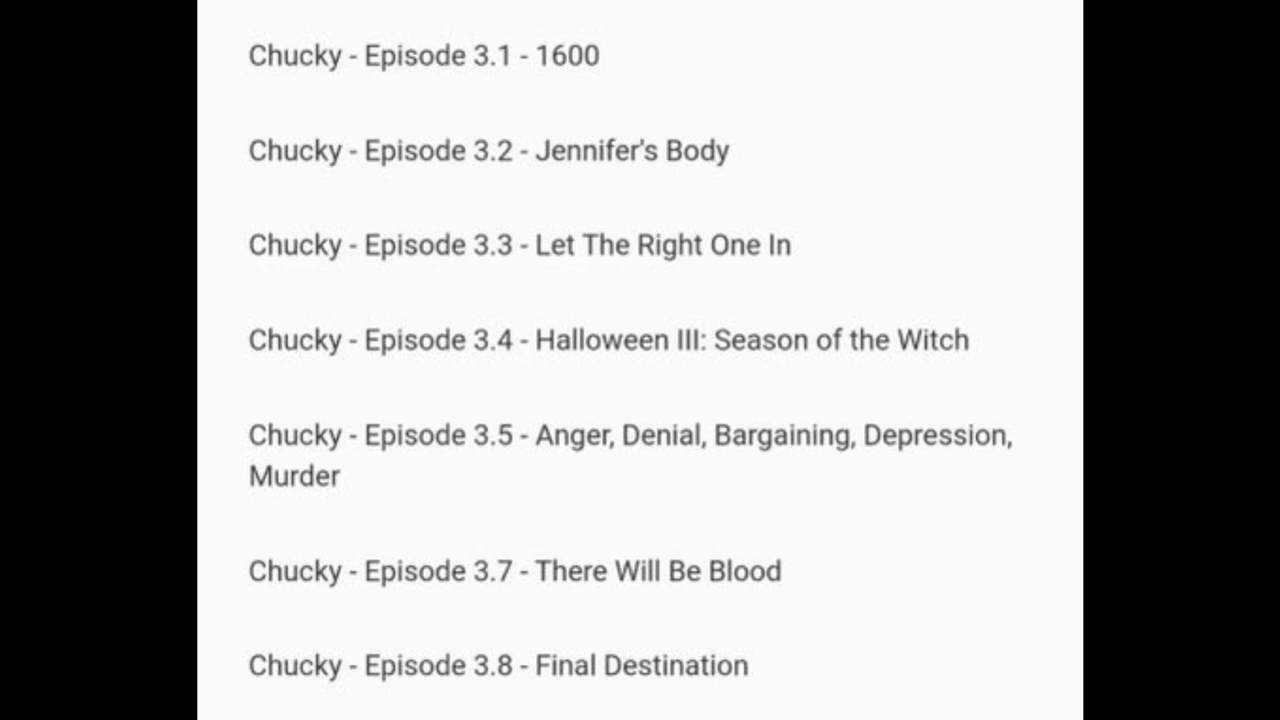 Chucky - Episode 3.1 - 1600
Chucky - Episode 3.2 - Jennifer's Body
Chucky - Episode 3.3 - Let The Right One In
Chucky - Episode 3.4 - Halloween III: Season of the Witch
Chucky - Episode 3.5 - Anger, Denial, Bargaining, Depression,
Murder
Chucky - Episode 3.7 - There Will Be Blood
Chucky - Episode 3.8 - Final Destination